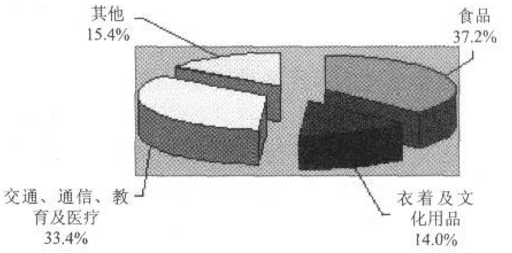 其他
15.4%
食品
37.2%
交通、通信、教
育及医疗
33.4%
衣着及文
化用品
14.0%